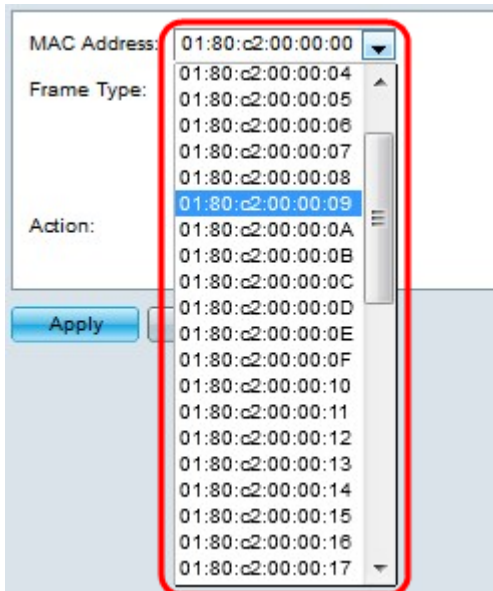 MAC Address: 01:80:c2:00:00:00
01:80:c2:00:00:04
Frame Type:
01:80:c2:00:00:05
01:80:c2:00:00:06
01:80:c2:00:00:07
01:80:c2:00:00:08
01:80:c2:00:00:09
Action:
01:80:c2:00:00:0A
01:80:c2:00:00:0B
01:80:c2:00:00:0C
01:80:c2:00:00:0D
Apply
01:80:c2:00:00:0E
01:80:c2:00:00:0F
01:80:c2:00:00:10
01:80:c2:00:00:11
01:80:c2:00:00:12
01:80:c2:00:00:13
01:80:c2:00:00:14
01:80:c2:00:00:15
01:80:c2:00:00:16
01:80:c2:00:00:17